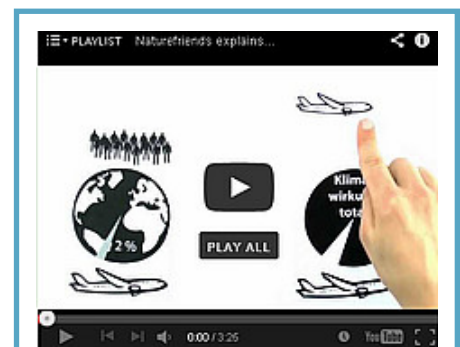 PLAYLIST Naturefriends explains...
2%
Klima
wirku
tota
PLAY ALL
0:00 / 3:25
YouTube